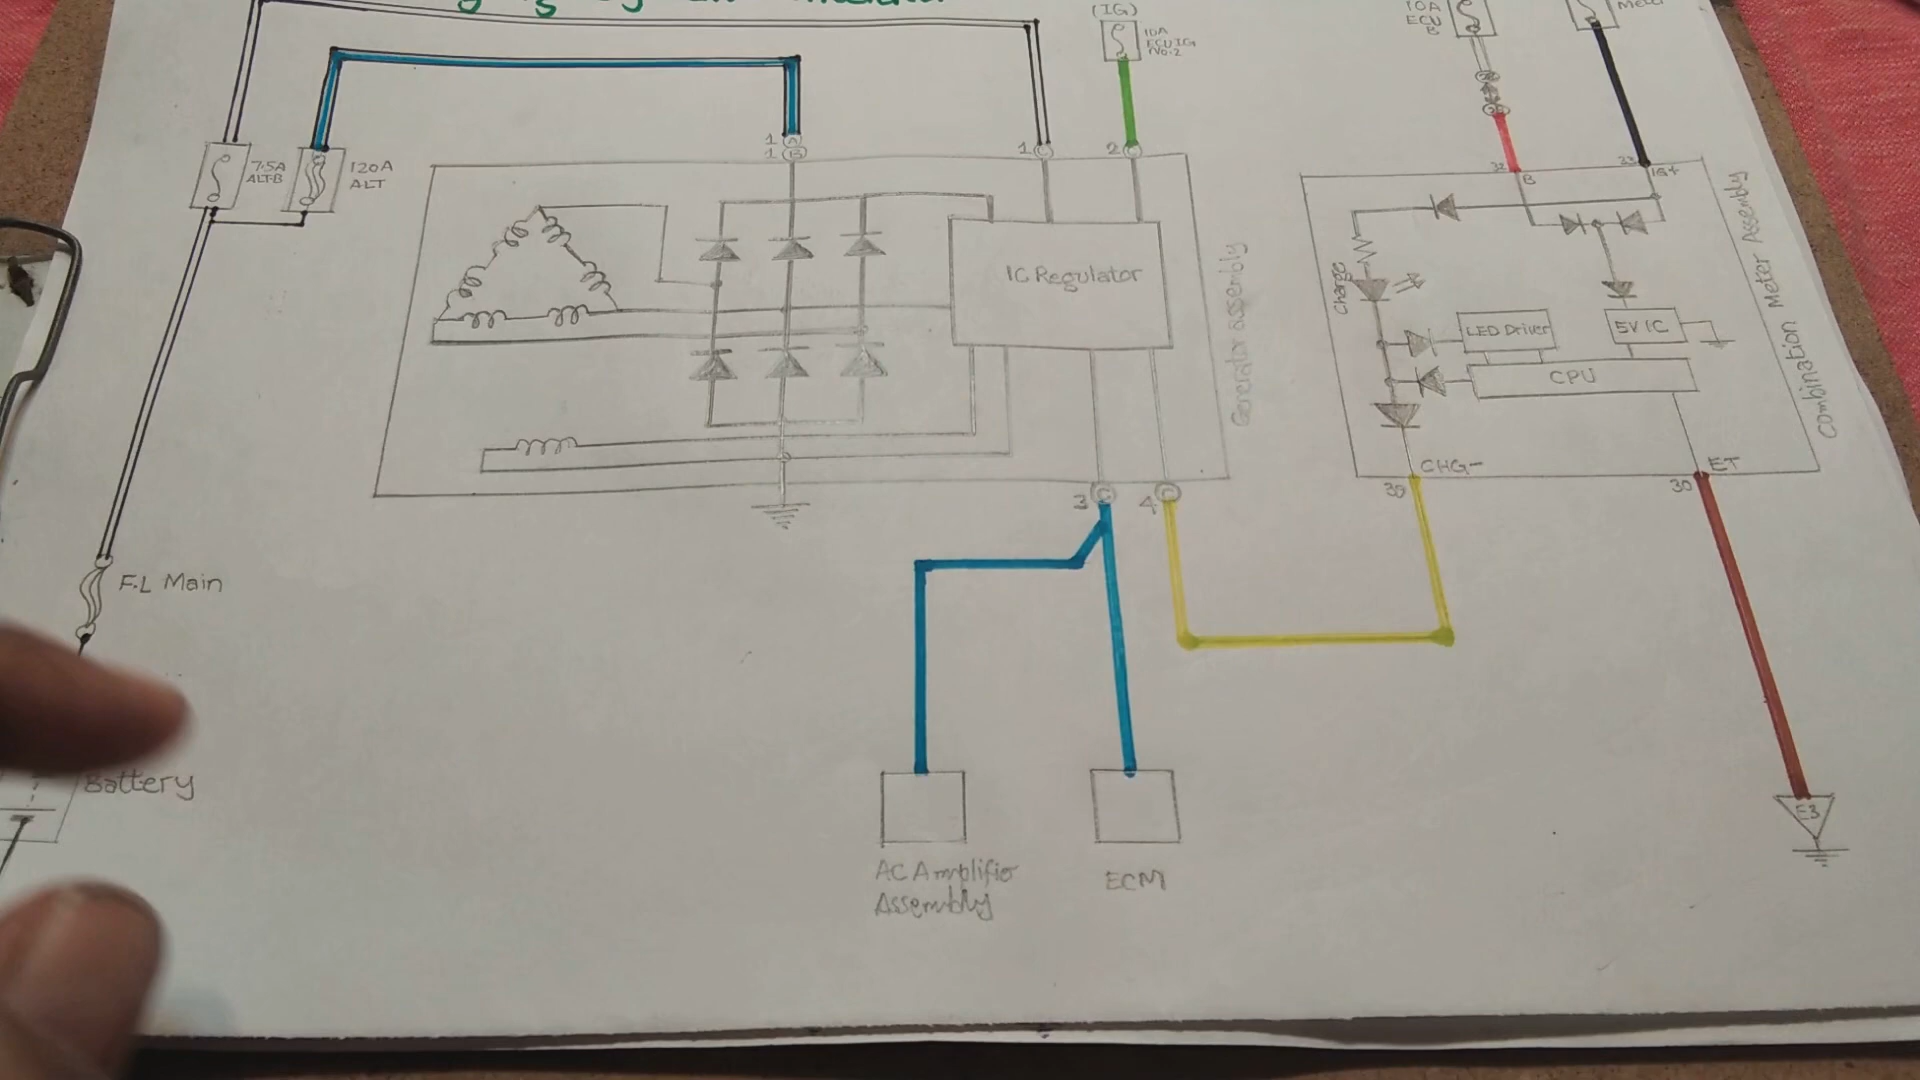 (IG)
10A
ECU IG
No.2
10A
ECU
B
Meter
7.5A
ALT-B
120A
ALT
1 A
1 B
1 C
2 C
32
B
33
IG+
IC Regulator
Generator assembly
Charge
LED Driver
5V IC
CPU
Combination Meter Assembly
CHG-
39
ET
30
3 C
4 C
F.L Main
Battery
E3
AC Amplifier
Assembly
ECM